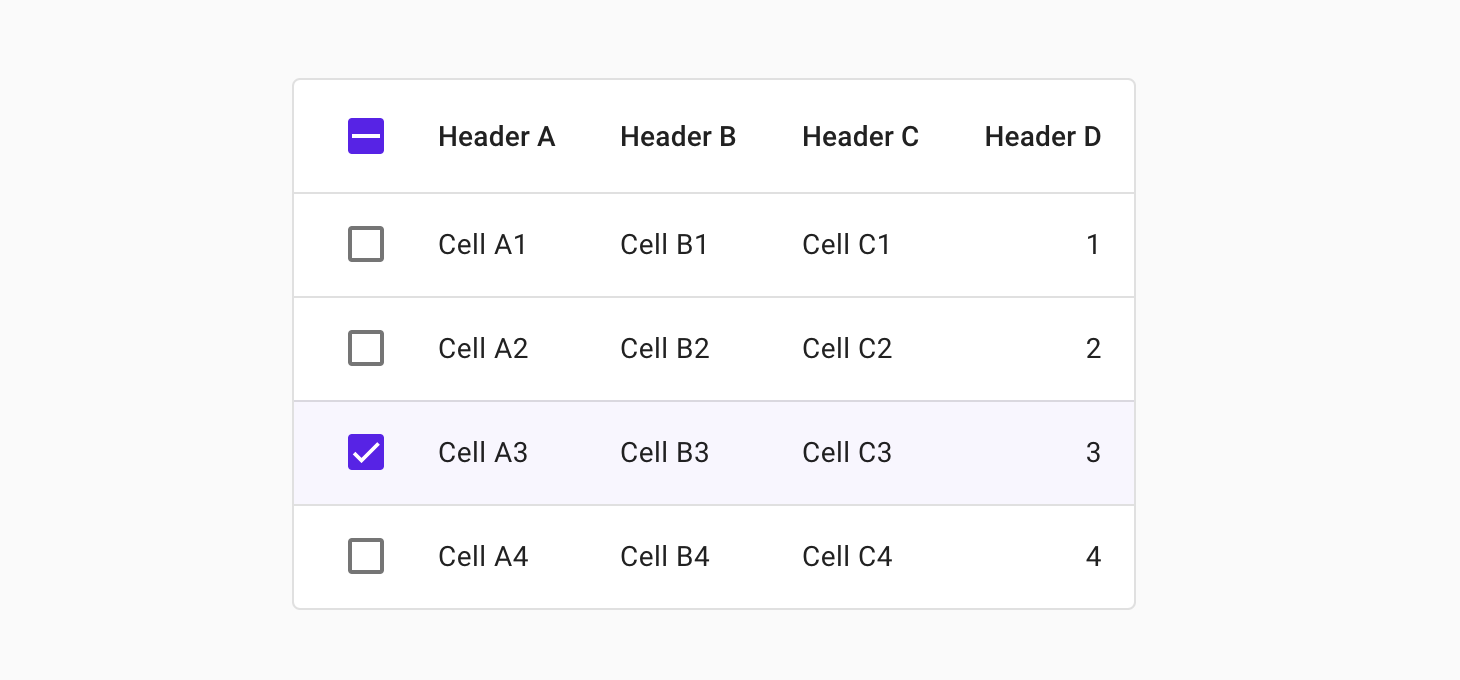 Header A Header B Header C Header D
Cell A1 Cell B1 Cell C1 1
Cell A2 Cell B2 Cell C2 2
Cell A3 Cell B3 Cell C3 3
Cell A4 Cell B4 Cell C4 4